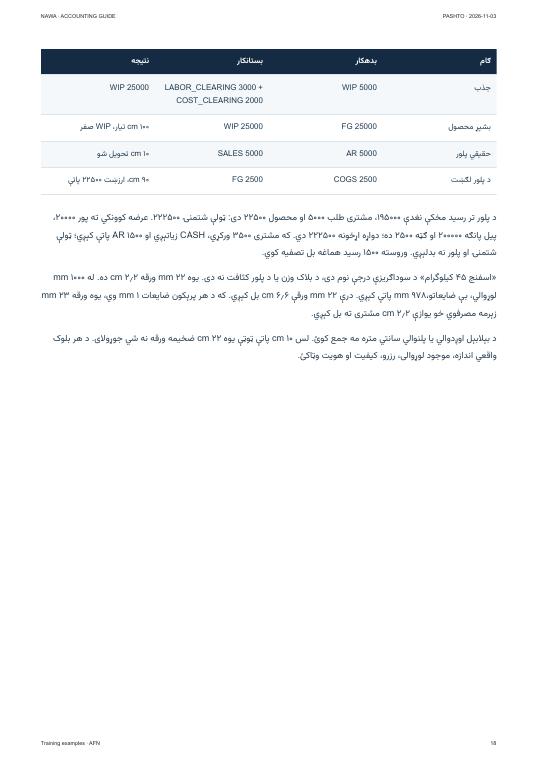 NAWA · ACCOUNTING GUIDE
PASHTO · 2026-11-03
ګام بدهکار بستانکار نتیجه
جذب WIP 5000 LABOR_CLEARING 3000 + WIP 25000
COST_CLEARING 2000
بشپړ محصول FG 25000 WIP 25000 ۱۰۰ cm تیار، WIP صفر
حقیقي پلور AR 5000 SALES 5000 ۱۰ cm تحویل شو
د پلور لګښت COGS 2500 FG 2500 ۹۰ cm، ارزښت ۲۲۵۰۰ پاتې
د پلور تر رسید مخکې نغدې ۱۹۵۰۰۰، مشتری طلب ۵۰۰۰ او محصول ۲۲۵۰۰ دی: ټولې شتمنۍ ۲۲۲۵۰۰. عرضه کوونکي ته پور ۲۰۰۰۰،
پیل پانګه ۲۰۰۰۰۰ او ګټه ۲۵۰۰ ده؛ دواړه اړخونه ۲۲۲۵۰۰ دي. که مشتری ۳۵۰۰ ورکړي، CASH زیاتېږي او AR ۱۵۰۰ پاتې کېږي؛ ټولې
شتمنۍ او پلور نه بدلېږي. وروسته ۱۵۰۰ رسید هماغه بل تصفیه کوي.
«اسفنج ۴۵ کیلوګرام» د سوداګریزې درجې نوم دی، د بلاک وزن یا د پلور کثافت نه دی. یوه ۲۲ mm ورقه ۲٫۲ cm ده. له ۱۰۰۰ mm
لوړوالي، بې ضایعاتو، ۹۷۸ mm پاتې کېږي. درې ۲۲ mm ورقې ۶٫۶ cm بل کېږي. که د هر پرېکون ضایعات ۱ mm وي، یوه ورقه ۲۳ mm
زېرمه مصرفوي خو یوازې ۲٫۲ cm مشتری ته بل کېږي.
د بېلابېل اوږدوالي یا پلنوالي سانتي متره مه جمع کوئ. لس ۱۰ cm پاتې ټوټې یوه ۲۲ cm ضخیمه ورقه نه شي جوړولای. د هر بلوک
واقعي اندازه، موجود لوړوالی، رزرو، کیفیت او هویت وټاکئ.
Training examples · AFN
۱۸